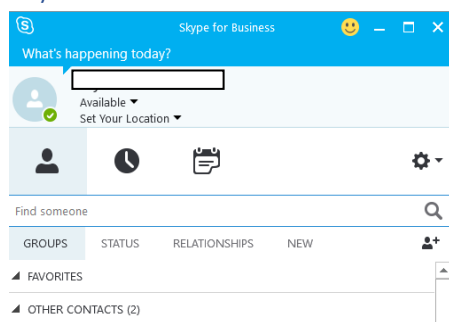 Skype for Business
What's happening today?
Available
Set Your Location
Find someone
GROUPS STATUS RELATIONSHIPS NEW
FAVORITES
OTHER CONTACTS (2)